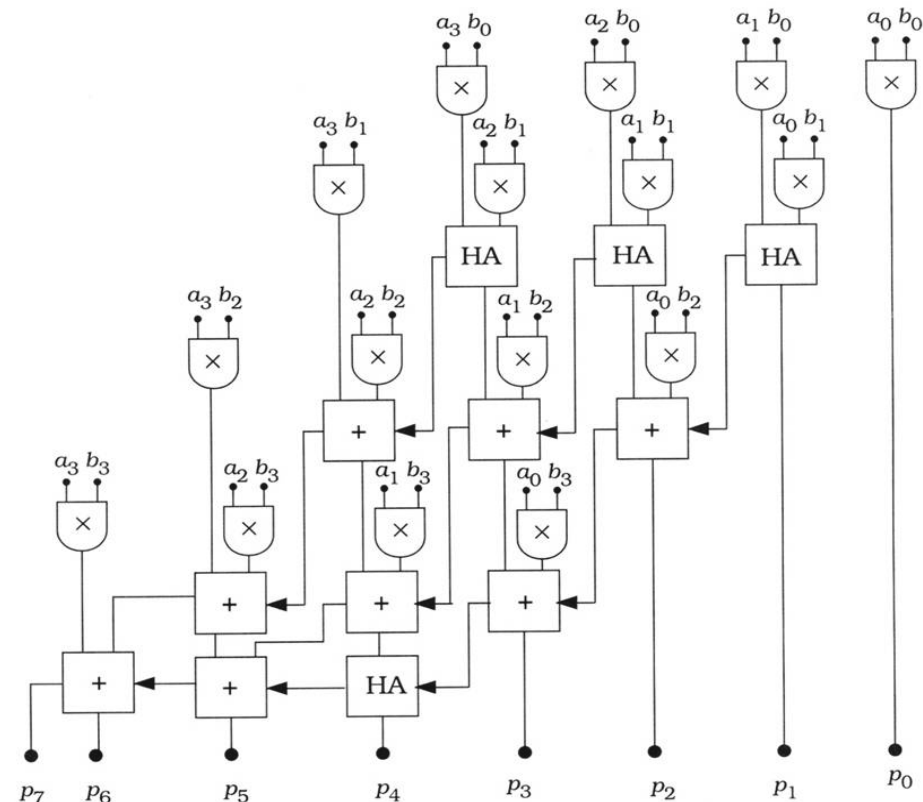 a₃ b₀ a₂ b₀ a₁ b₀ a₀ b₀
× × × ×
a₃ b₁ a₂ b₁ a₁ b₁ a₀ b₁
× × × ×
HA HA HA
a₃ b₂ a₂ b₂ a₁ b₂ a₀ b₂
× × × ×
+ + +
a₃ b₃ a₂ b₃ a₁ b₃ a₀ b₃
× × × ×
+ + +
+ + HA
p₇ p₆ p₅ p₄ p₃ p₂ p₁ p₀